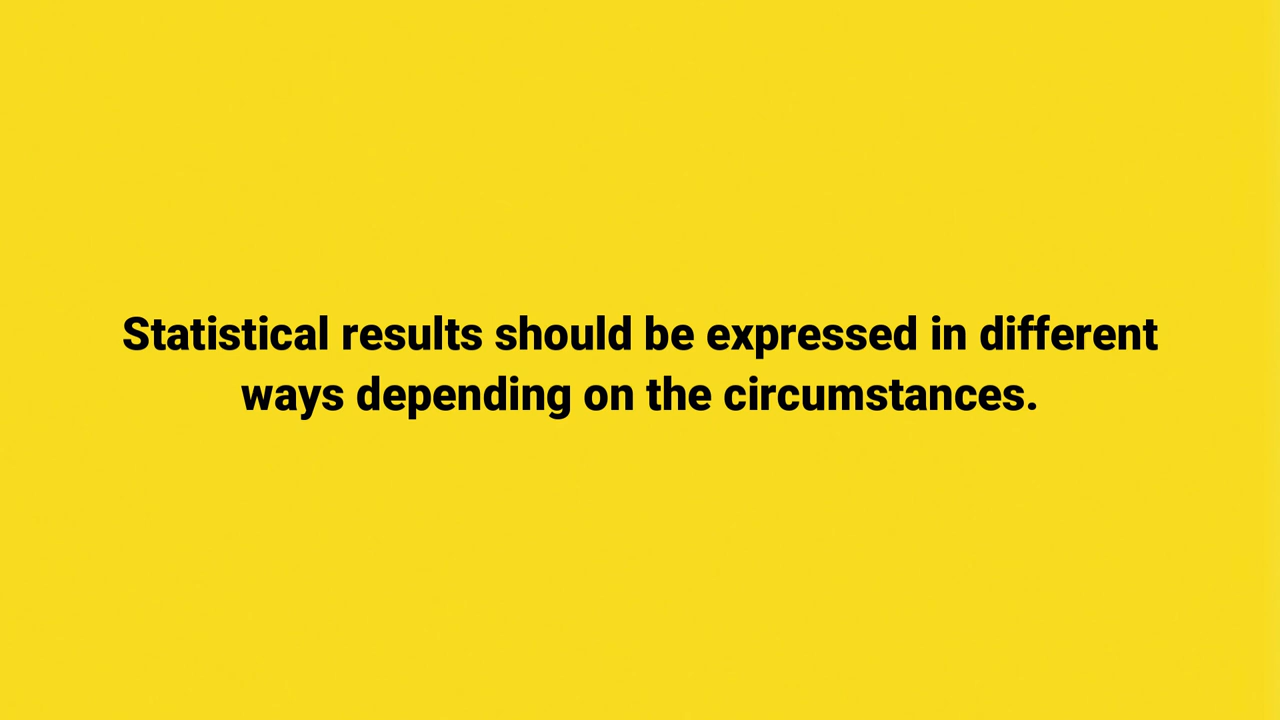 Statistical results should be expressed in different
ways depending on the circumstances.